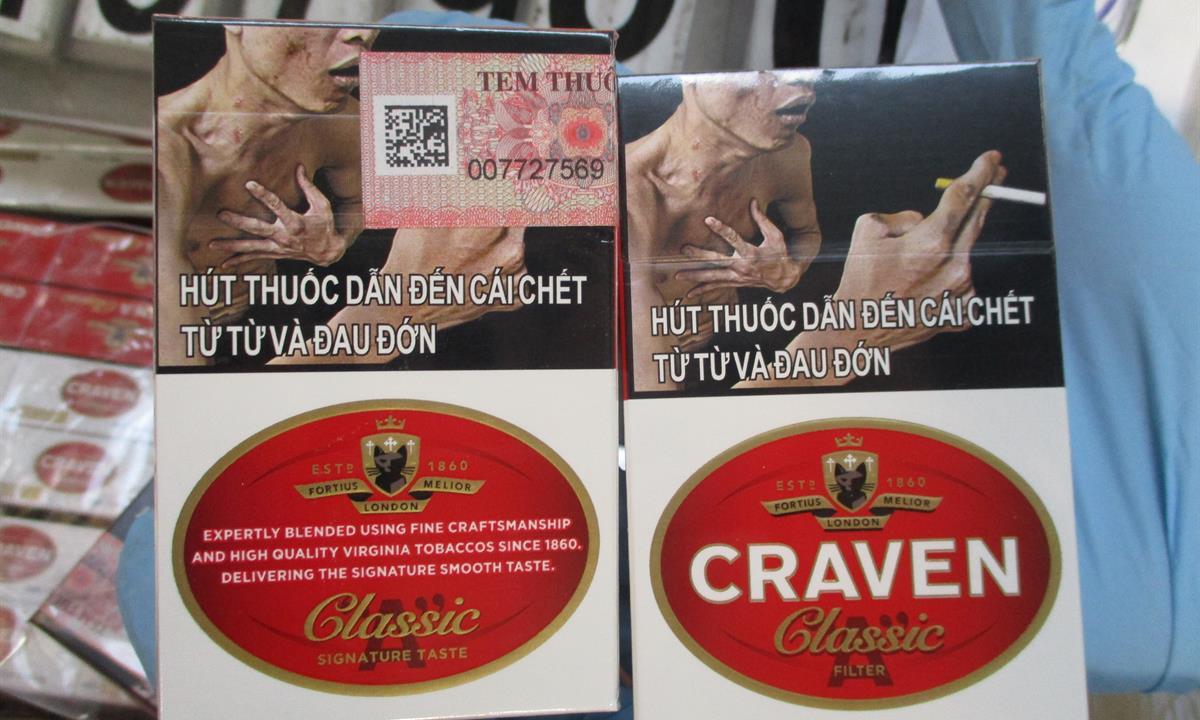 TEM THUỐ
007727569
HÚT THUỐC DẪN ĐẾN CÁI CHẾT
TỪ TỪ VÀ ĐAU ĐỚN
ESTD 1860
FORTIUS MELIOR
LONDON
EXPERTLY BLENDED USING FINE CRAFTSMANSHIP
AND HIGH QUALITY VIRGINIA TOBACCOS SINCE 1860.
DELIVERING THE SIGNATURE SMOOTH TASTE.
"A"
Classic
SIGNATURE TASTE
HÚT THUỐC DẪN ĐẾN CÁI CHẾT
TỪ TỪ VÀ ĐAU ĐỚN
ESTD 1860
FORTIUS MELIOR
LONDON
CRAVEN
"A"
Classic
FILTER
CRAVEN
CRAVEN
CRAVEN